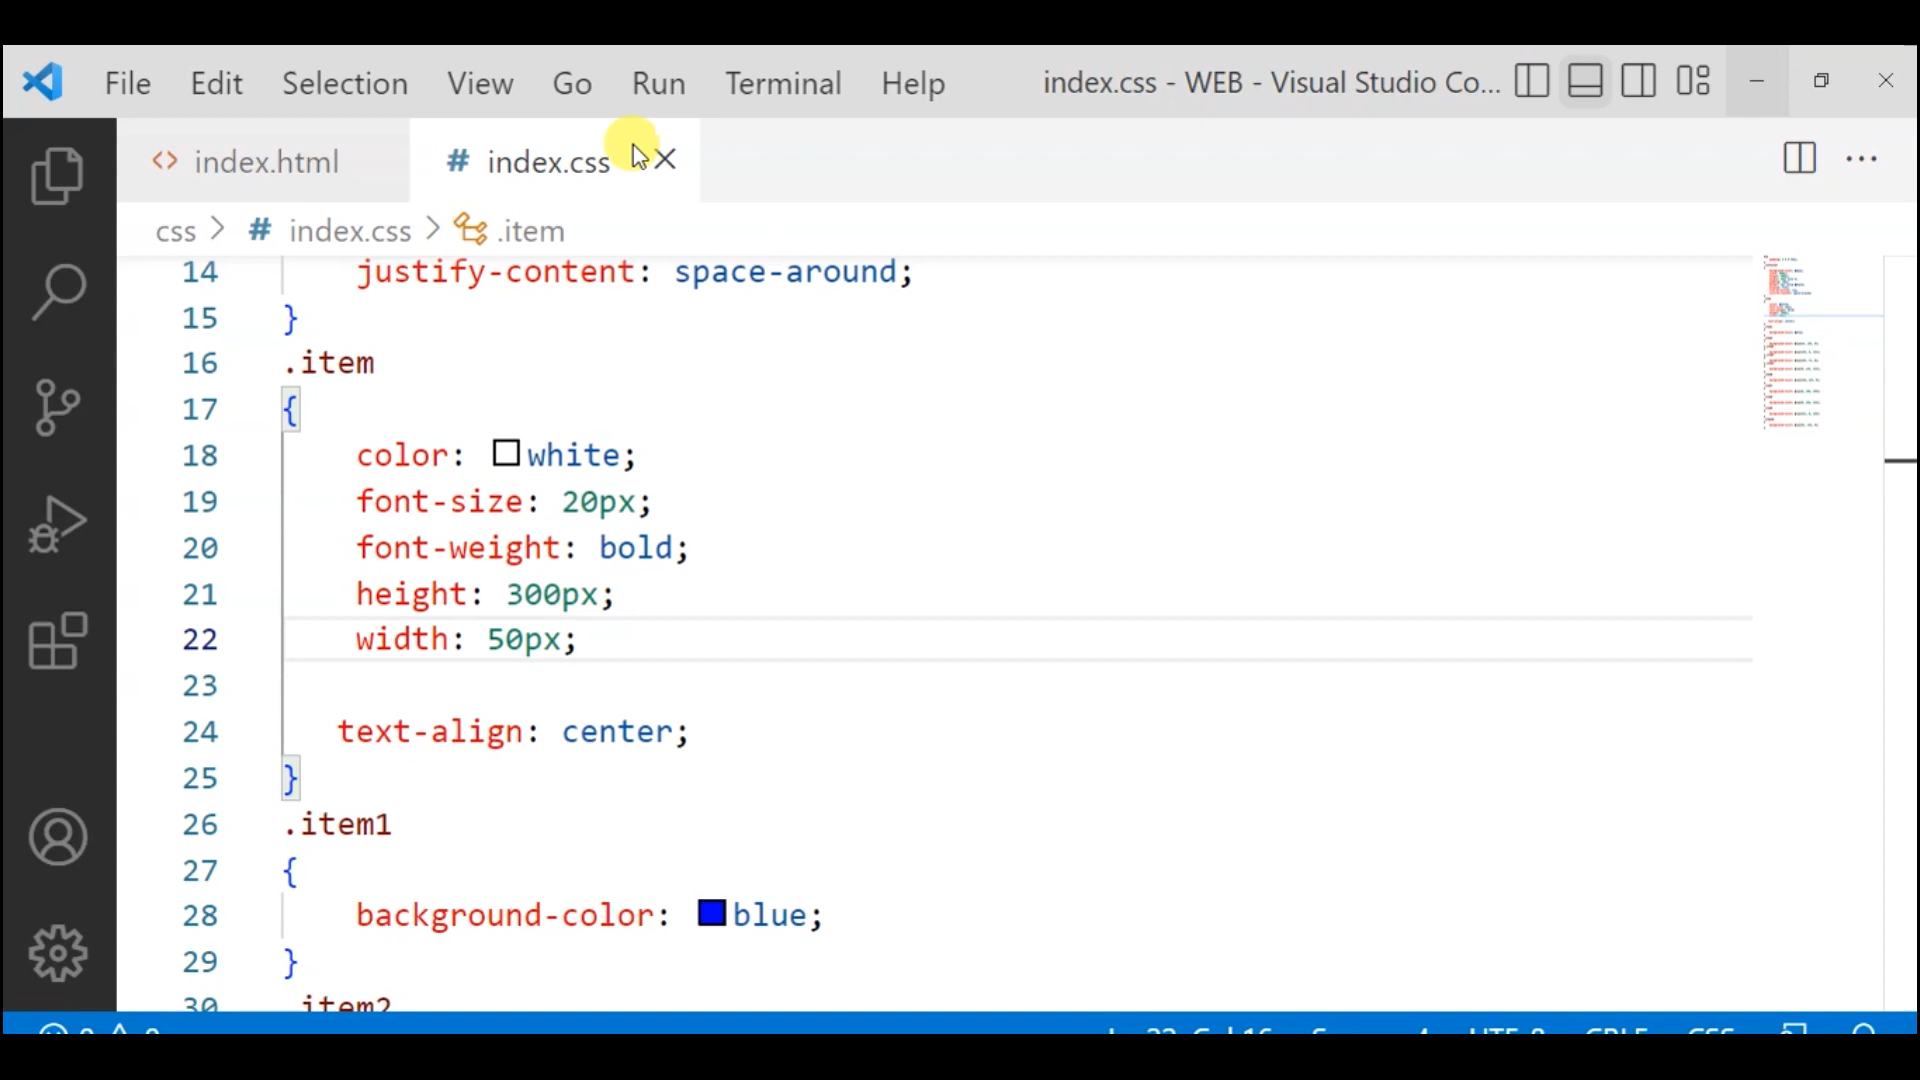 File Edit Selection View Go Run Terminal Help index.css - WEB - Visual Studio Co...
<> index.html # index.css
css > # index.css > .item
14 justify-content: space-around;
15 }
16 .item
17 {
18 color: white;
19 font-size: 20px;
20 font-weight: bold;
21 height: 300px;
22 width: 50px;
23
24 text-align: center;
25 }
26 .item1
27 {
28 background-color: blue;
29 }
30 .item2